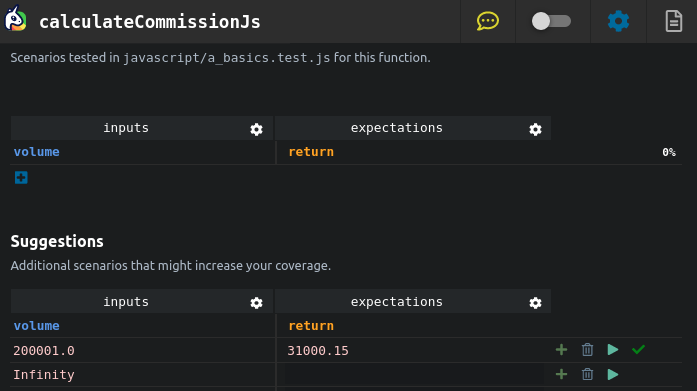 calculateCommissionJs
Scenarios tested in javascript/a_basics.test.js for this function.
inputs expectations
volume return 0%
Suggestions
Additional scenarios that might increase your coverage.
inputs expectations
volume return
200001.0 31000.15
Infinity